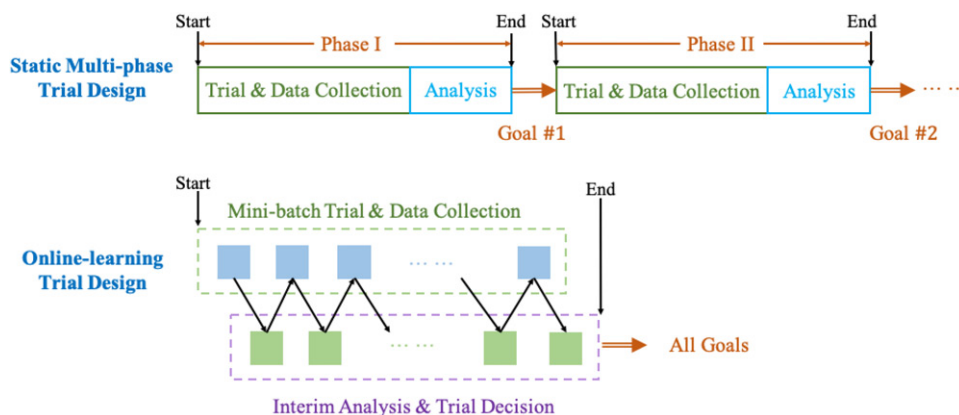 Start
End
Start
End
Phase I
Phase II
Static Multi-phase
Trial Design
Trial & Data Collection
Analysis
Trial & Data Collection
Analysis
... ...
Goal #1
Goal #2
Start
End
Mini-batch Trial & Data Collection
Online-learning
Trial Design
... ...
... ...
All Goals
Interim Analysis & Trial Decision